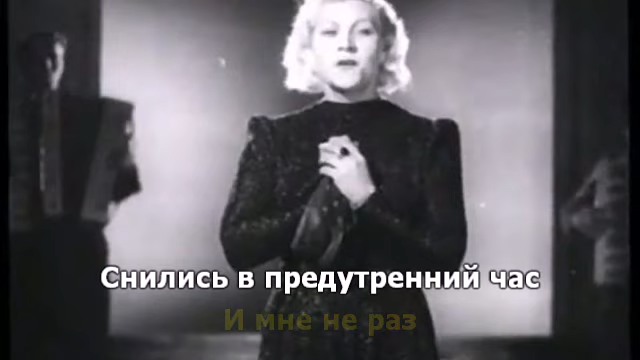 Снились в предутренний час
И мне не раз